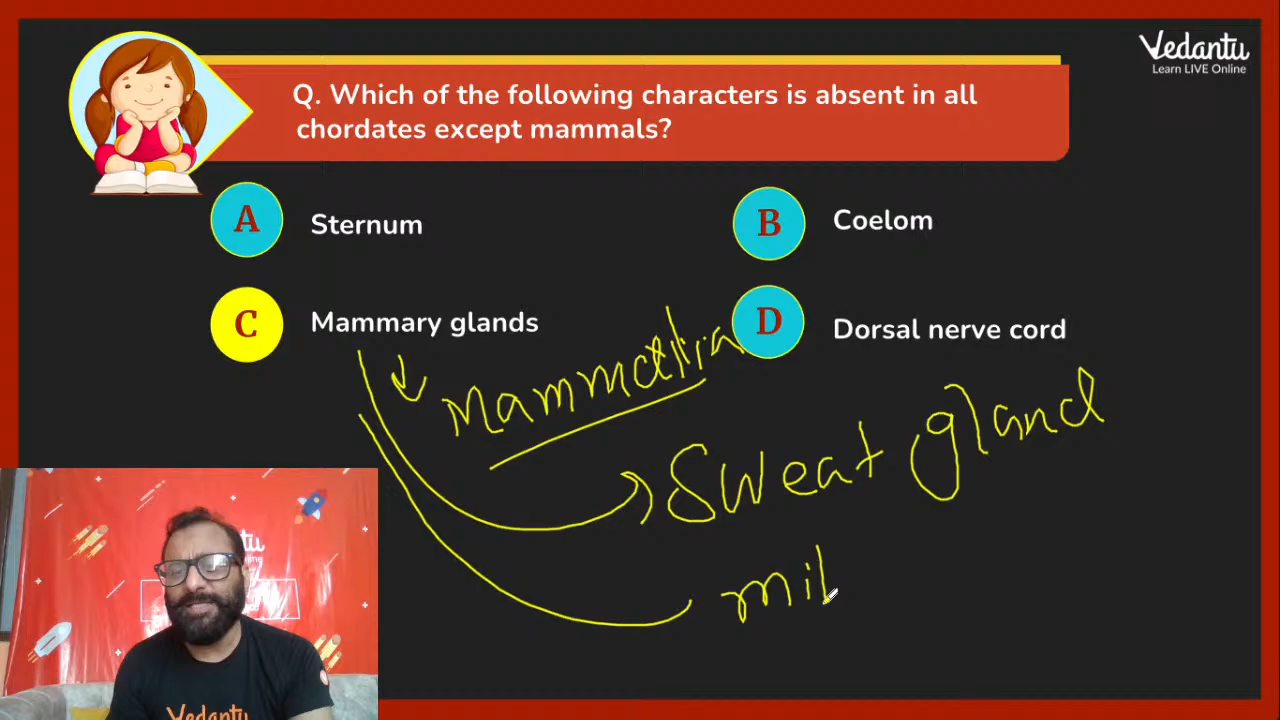 Vedantu
Learn LIVE Online
Q. Which of the following characters is absent in all
chordates except mammals?
A Sternum
B Coelom
C Mammary glands
D Dorsal nerve cord
Sweat gland
mil
Vedantu